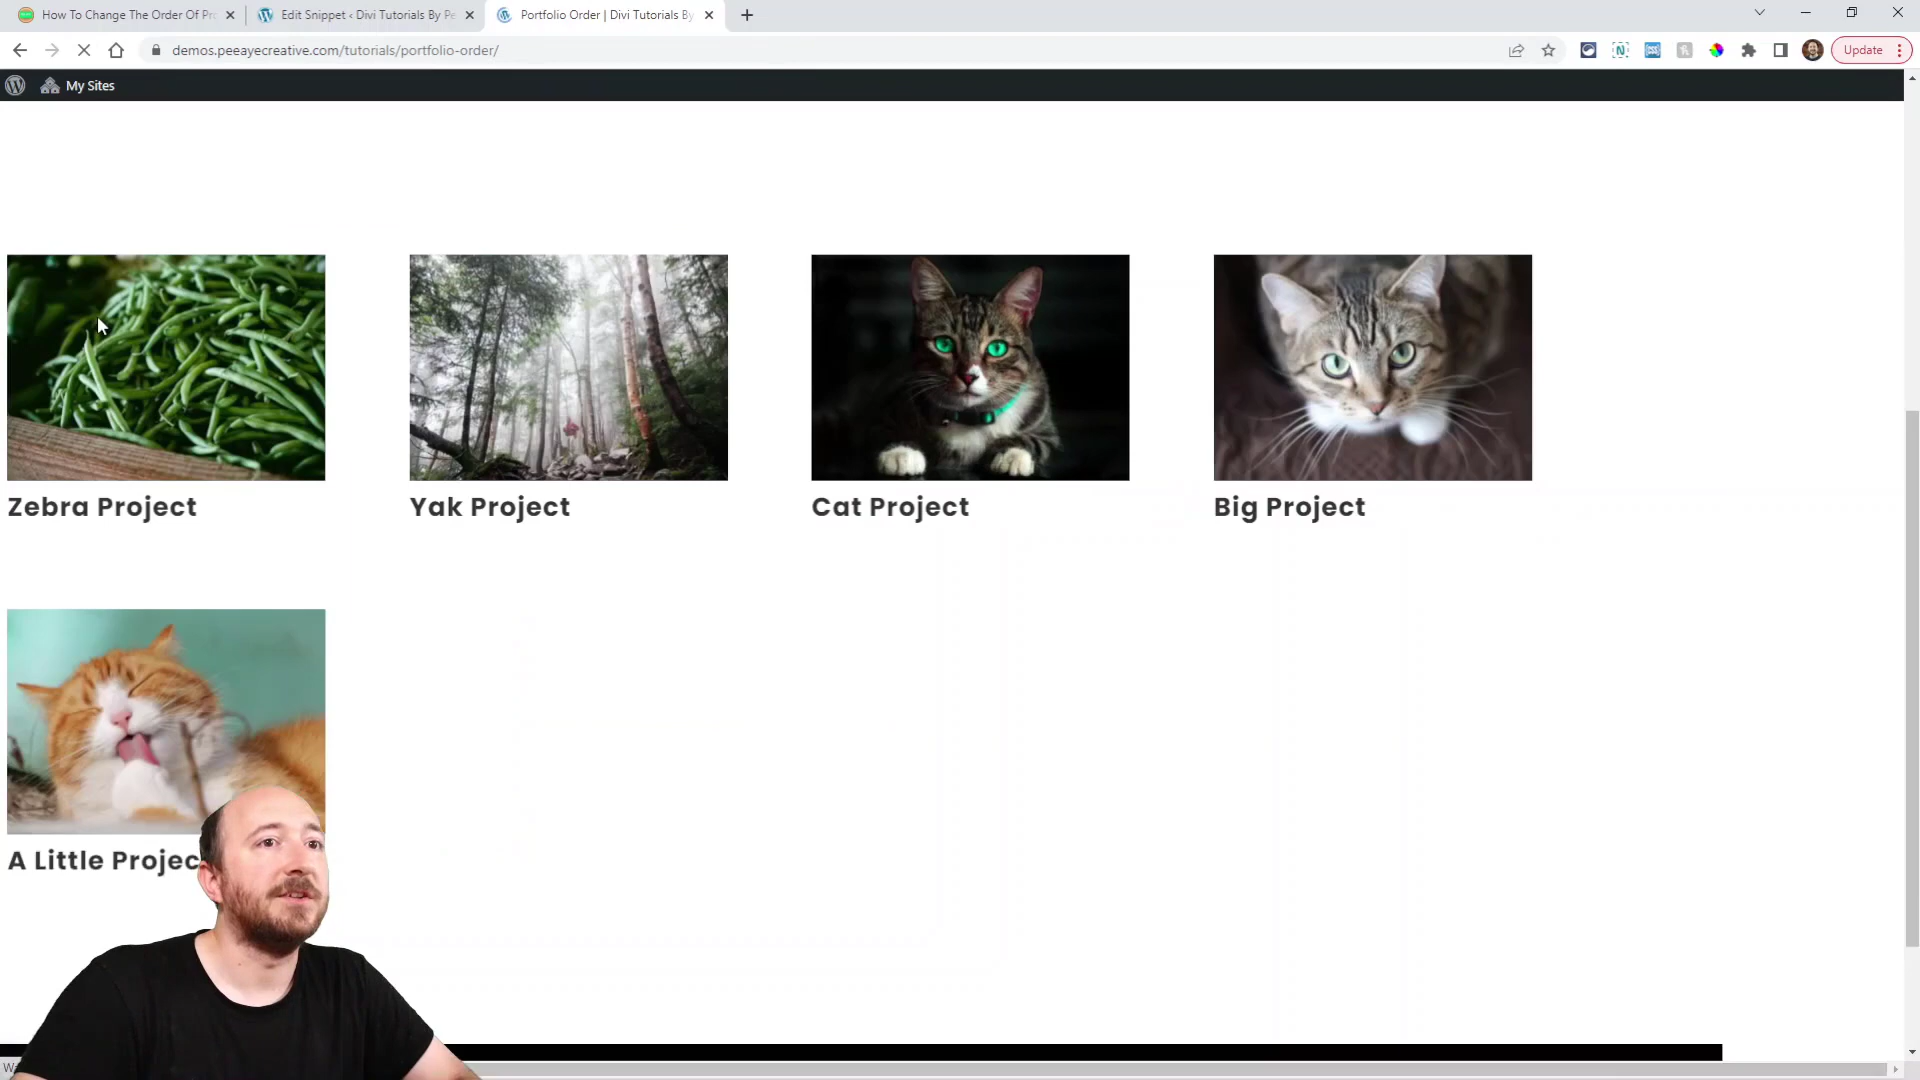 How To Change The Order Of Pr
Edit Snippet ‹ Divi Tutorials By Pe
Portfolio Order | Divi Tutorials By
demos.peeayecreative.com/tutorials/portfolio-order/
Update
My Sites
Zebra Project
Yak Project
Cat Project
Big Project
A Little Projec